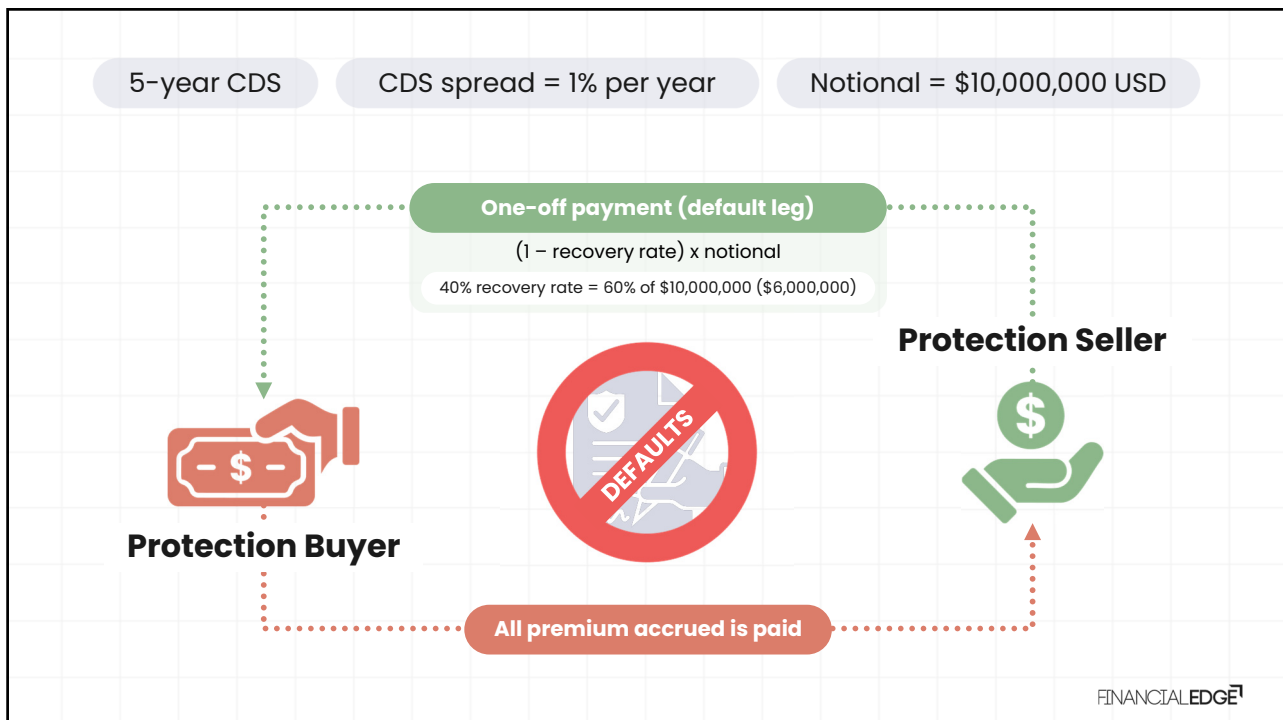 5-year CDS
CDS spread = 1% per year
Notional = $10,000,000 USD
One-off payment (default leg)
(1 – recovery rate) x notional
40% recovery rate = 60% of $10,000,000 ($6,000,000)
Protection Seller
$
$
DEFAULTS
Protection Buyer
All premium accrued is paid
FINANCIALEDGE